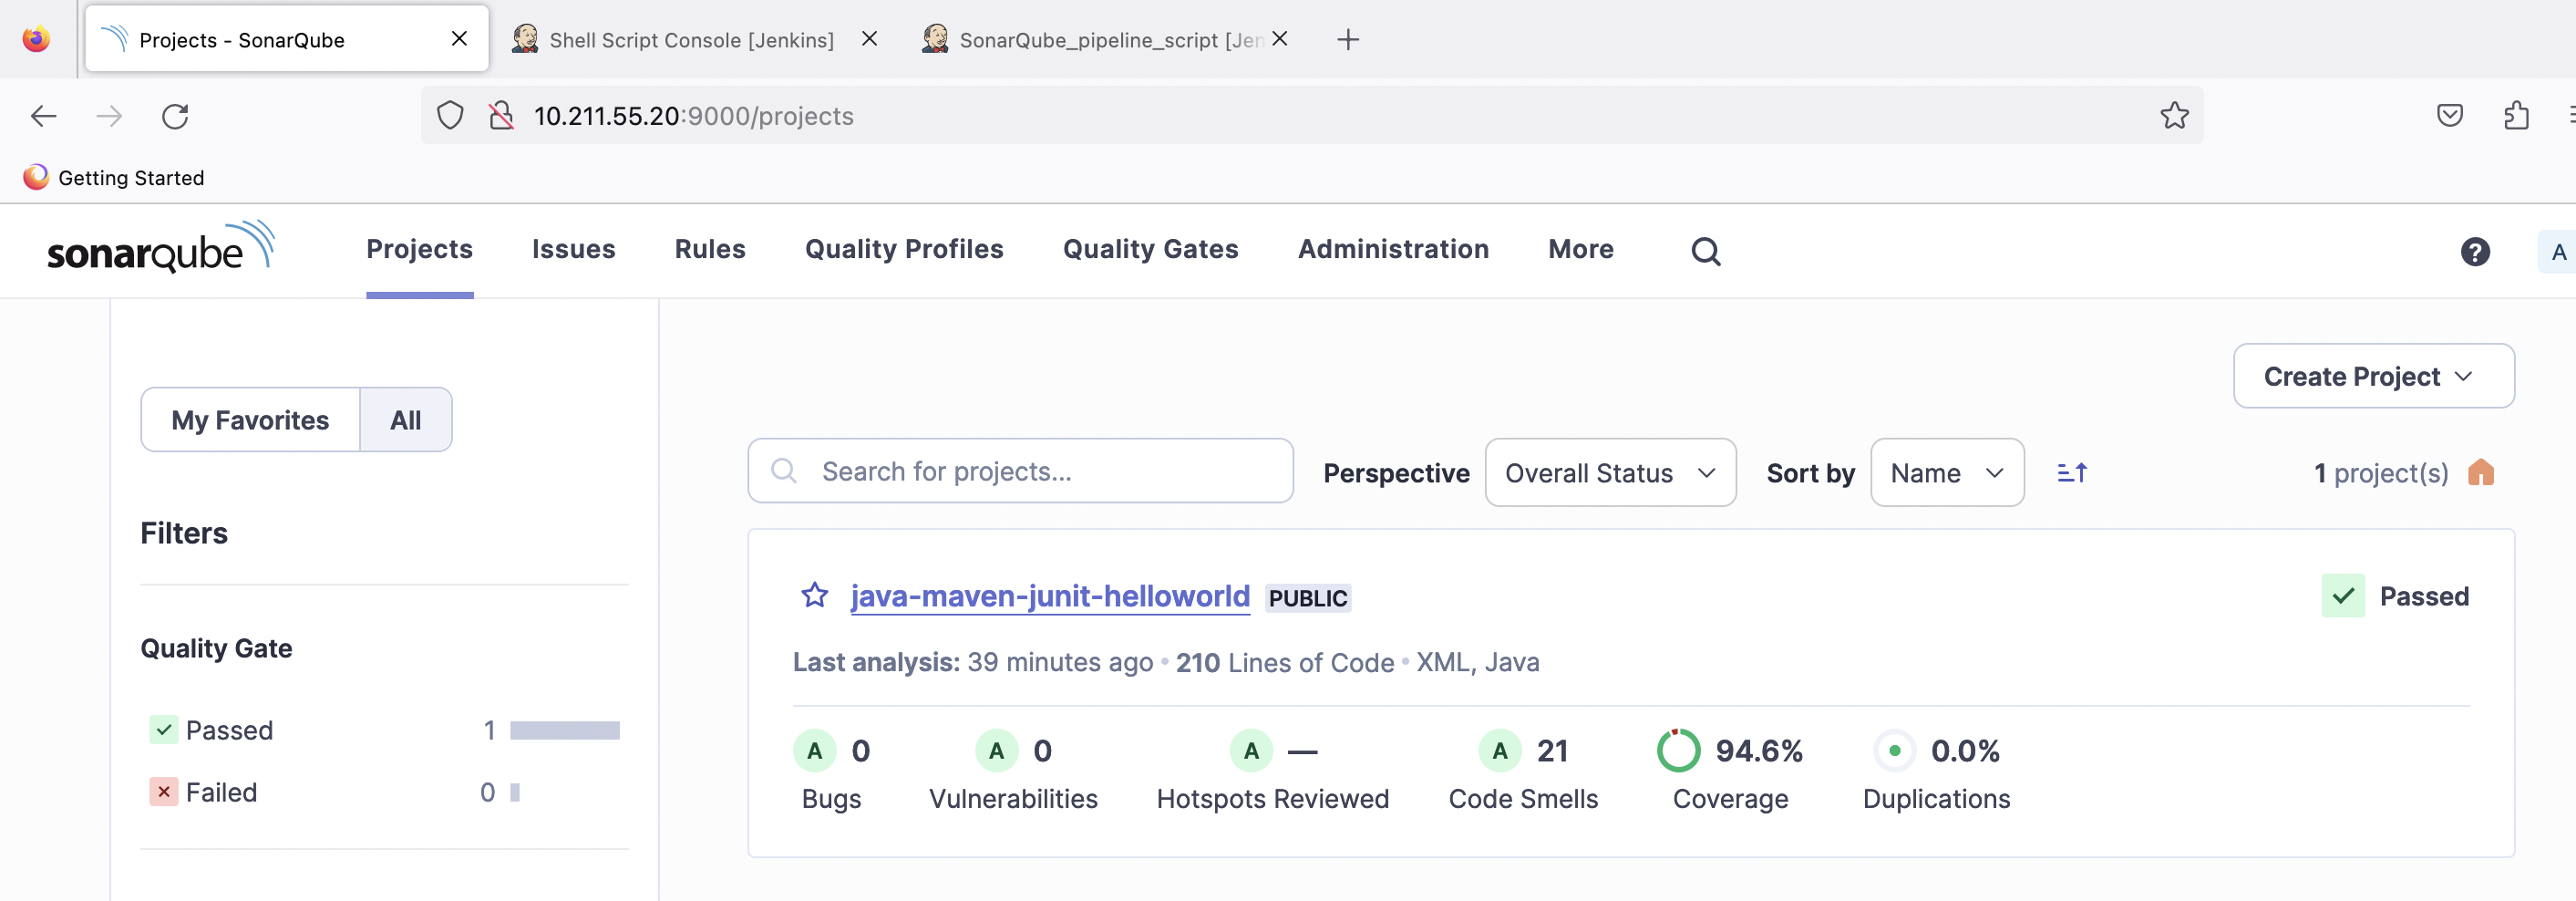 Projects - SonarQube
Shell Script Console [Jenkins]
SonarQube_pipeline_script [Jen
10.211.55.20:9000/projects
Getting Started
sonarqube
Projects
Issues
Rules
Quality Profiles
Quality Gates
Administration
More
A
Create Project
My Favorites
All
Search for projects...
Perspective
Overall Status
Sort by
Name
1 project(s)
Filters
java-maven-junit-helloworld PUBLIC
Passed
Last analysis: 39 minutes ago • 210 Lines of Code • XML, Java
Quality Gate
Passed 1
Failed 0
A 0
Bugs
A 0
Vulnerabilities
A —
Hotspots Reviewed
A 21
Code Smells
94.6%
Coverage
0.0%
Duplications